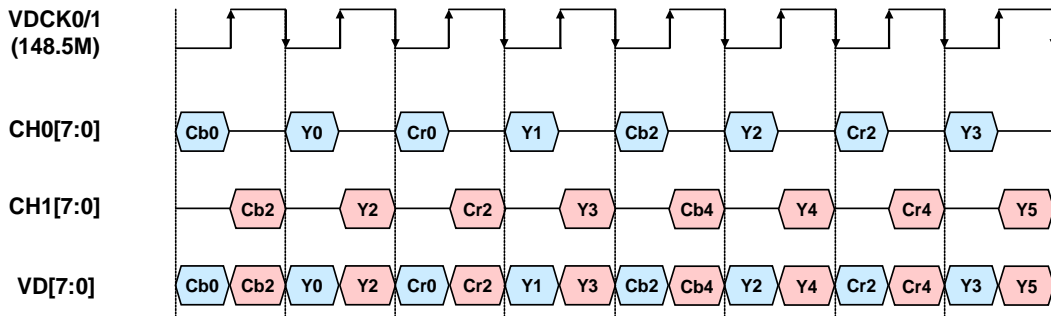 VDCK0/1
(148.5M)
CH0[7:0] Cb0 Y0 Cr0 Y1 Cb2 Y2 Cr2 Y3
CH1[7:0] Cb2 Y2 Cr2 Y3 Cb4 Y4 Cr4 Y5
VD[7:0] Cb0 Cb2 Y0 Y2 Cr0 Cr2 Y1 Y3 Cb2 Cb4 Y2 Y4 Cr2 Cr4 Y3 Y5